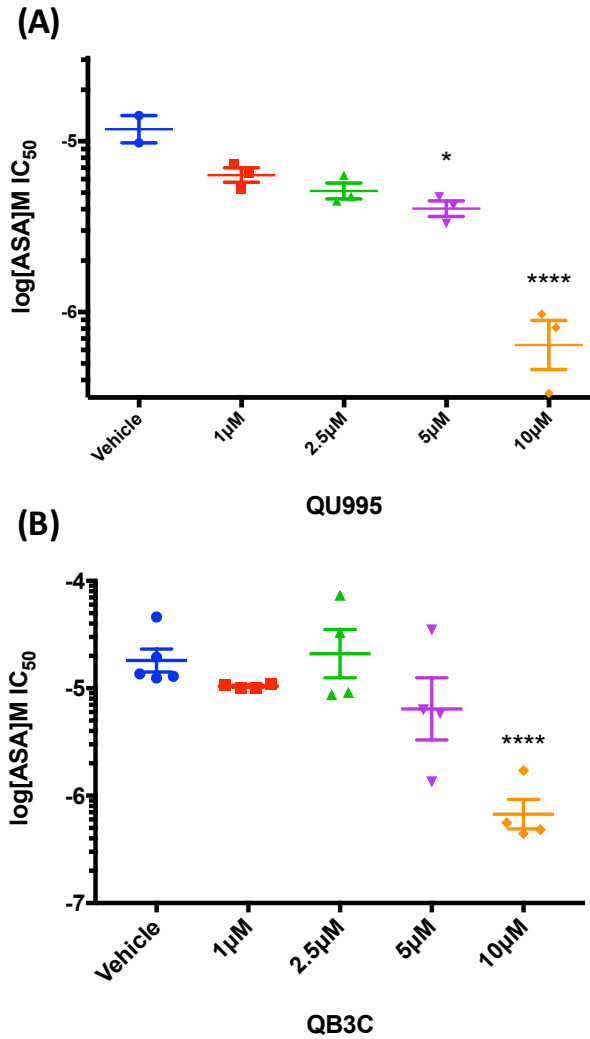 (A)
log[ASA]M IC50
-5
-6
*
****
Vehicle
1µM
2.5µM
5µM
10µM
QU995
(B)
log[ASA]M IC50
-4
-5
-6
-7
****
Vehicle
1µM
2.5µM
5µM
10µM
QB3C